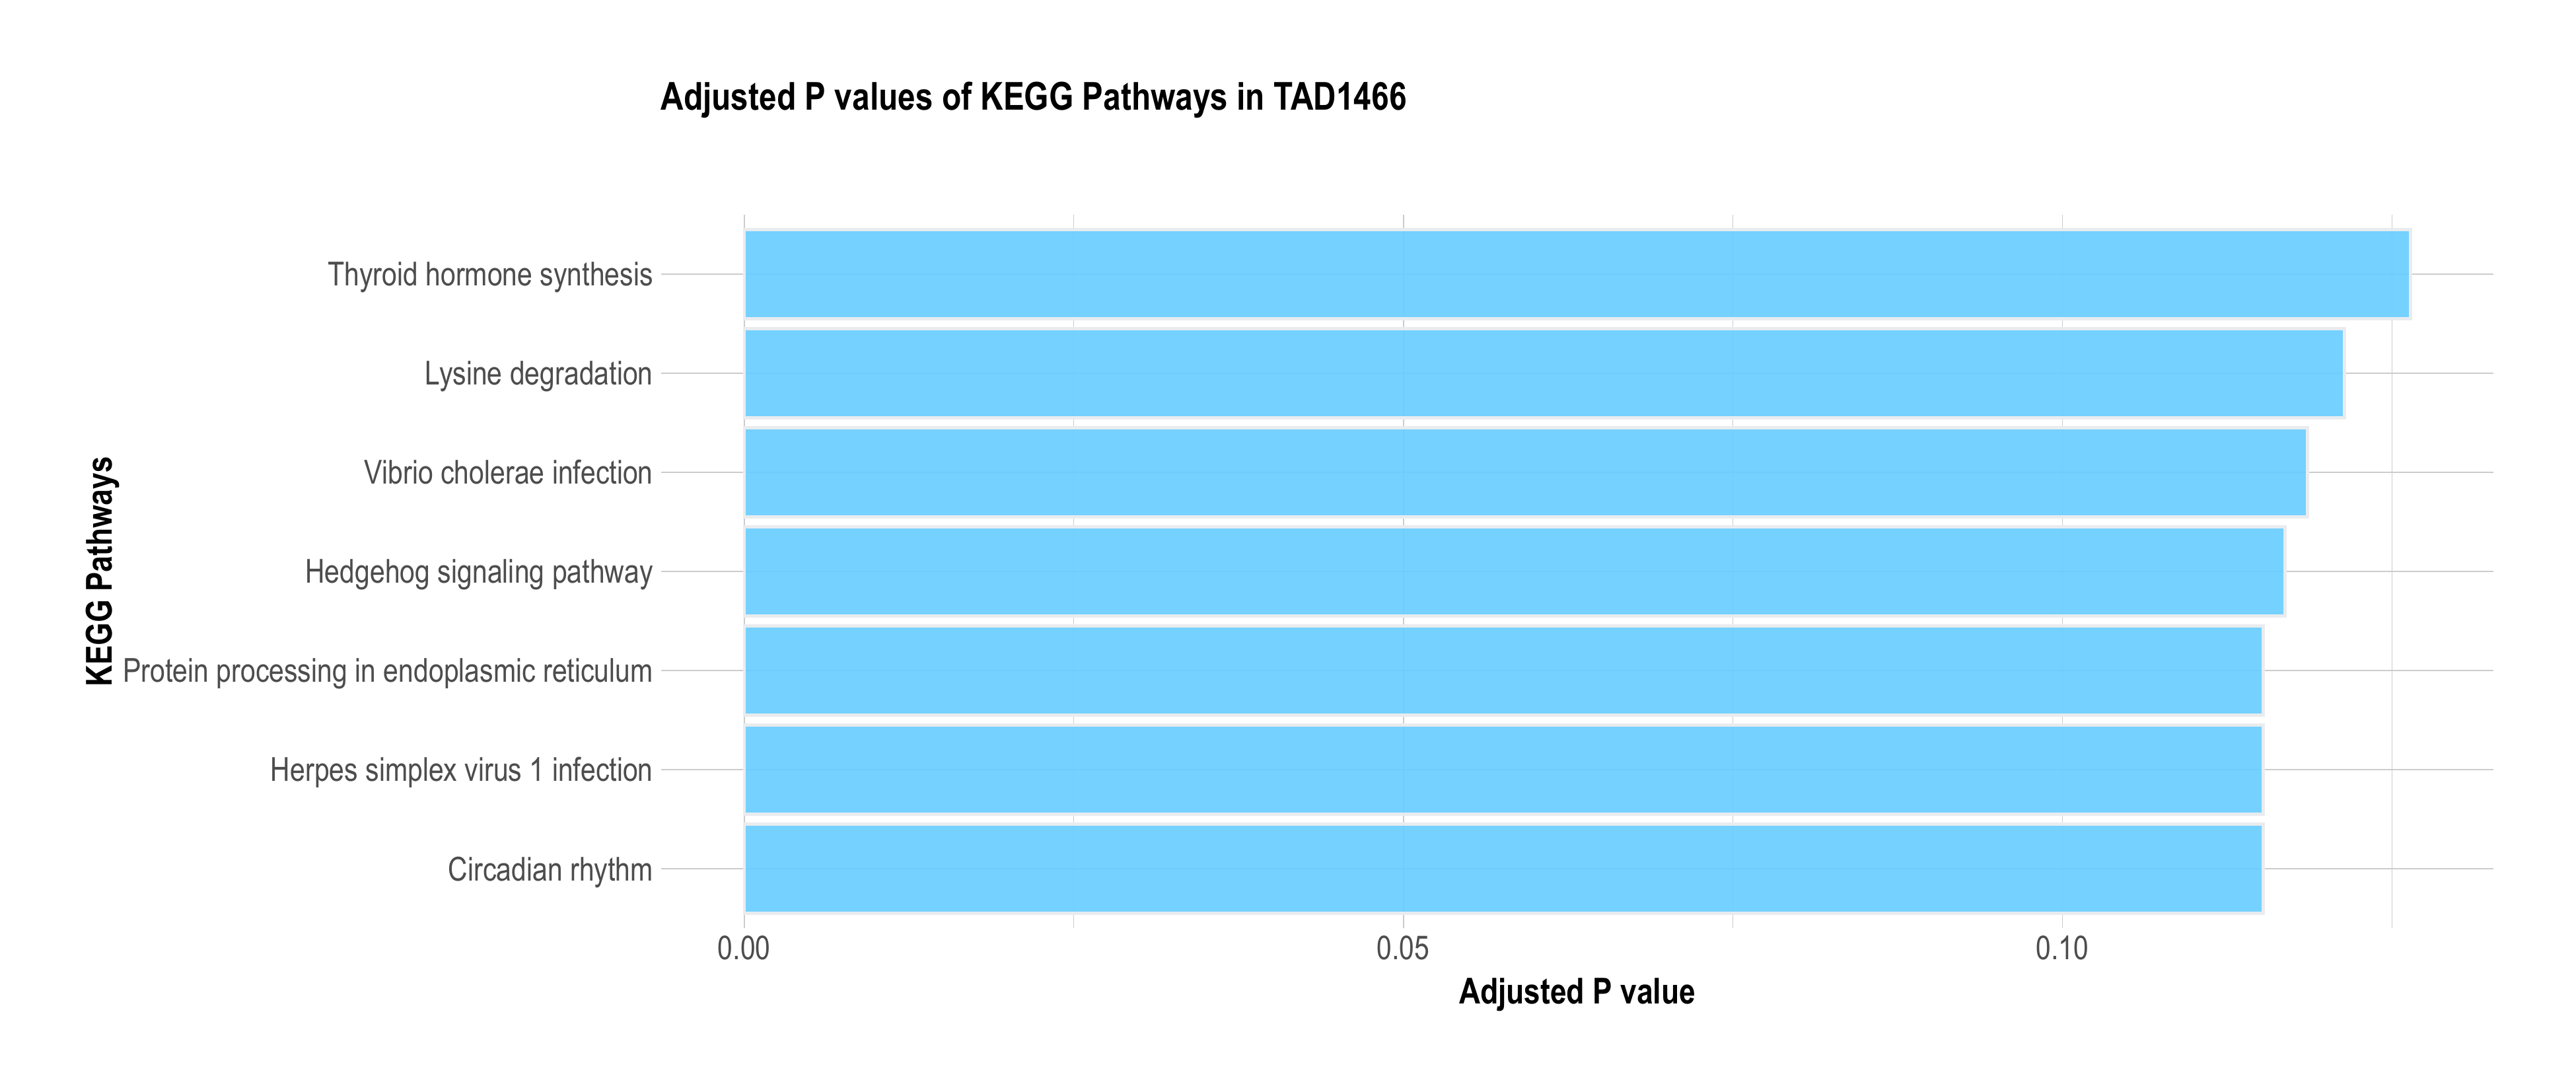 Adjusted P values of KEGG Pathways in TAD1466
KEGG Pathways
Thyroid hormone synthesis
Lysine degradation
Vibrio cholerae infection
Hedgehog signaling pathway
Protein processing in endoplasmic reticulum
Herpes simplex virus 1 infection
Circadian rhythm
0.00 0.05 0.10
Adjusted P value